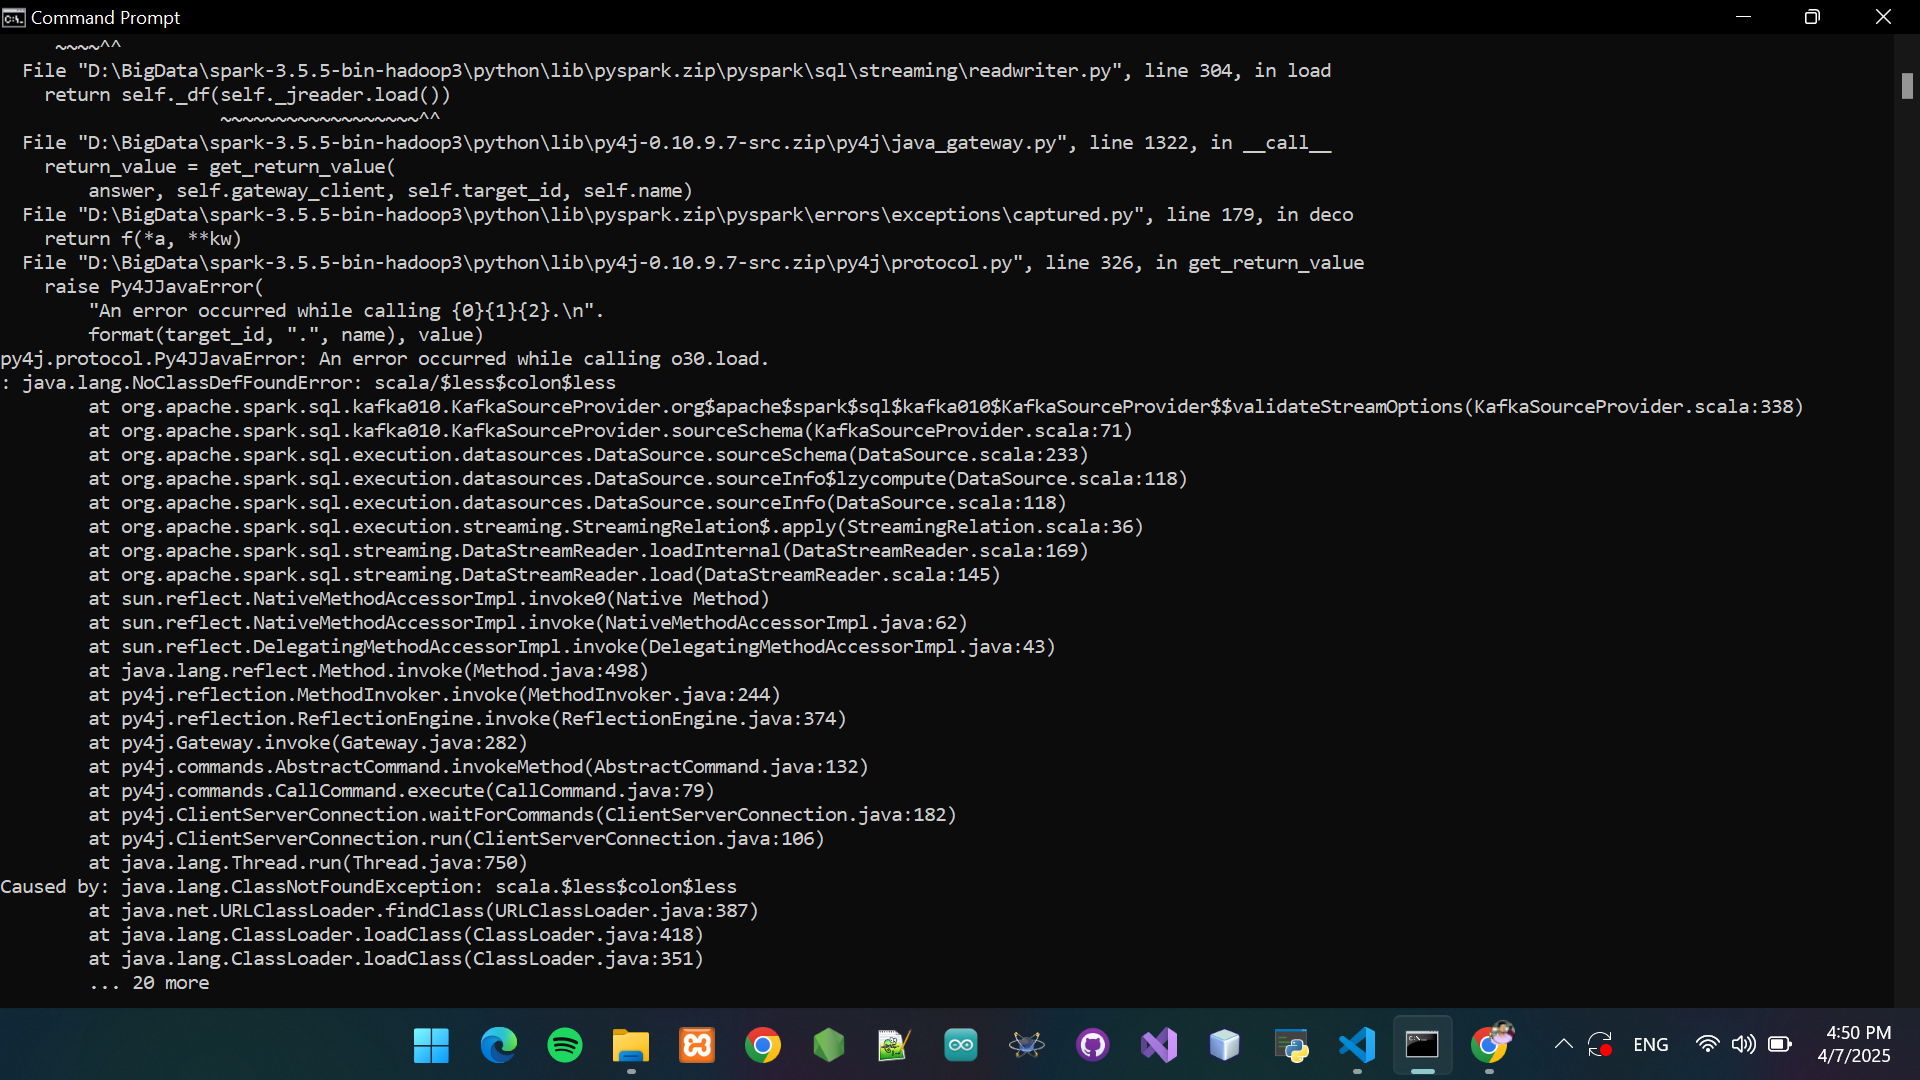 Command Prompt
~~~~^^
File "D:\BigData\spark-3.5.5-bin-hadoop3\python\lib\pyspark.zip\pyspark\sql\streaming\readwriter.py", line 304, in load
return self._df(self._jreader.load())
~~~~~~~~~~~~~~~~~~^^
File "D:\BigData\spark-3.5.5-bin-hadoop3\python\lib\py4j-0.10.9.7-src.zip\py4j\java_gateway.py", line 1322, in __call__
return_value = get_return_value(
answer, self.gateway_client, self.target_id, self.name)
File "D:\BigData\spark-3.5.5-bin-hadoop3\python\lib\pyspark.zip\pyspark\errors\exceptions\captured.py", line 179, in deco
return f(*a, **kw)
File "D:\BigData\spark-3.5.5-bin-hadoop3\python\lib\py4j-0.10.9.7-src.zip\py4j\protocol.py", line 326, in get_return_value
raise Py4JJavaError(
"An error occurred while calling {0}{1}{2}.\n".
format(target_id, ".", name), value)
py4j.protocol.Py4JJavaError: An error occurred while calling o30.load.
: java.lang.NoClassDefFoundError: scala/$less$colon$less
at org.apache.spark.sql.kafka010.KafkaSourceProvider.org$apache$spark$sql$kafka010$KafkaSourceProvider$$validateStreamOptions(KafkaSourceProvider.scala:338)
at org.apache.spark.sql.kafka010.KafkaSourceProvider.sourceSchema(KafkaSourceProvider.scala:71)
at org.apache.spark.sql.execution.datasources.DataSource.sourceSchema(DataSource.scala:233)
at org.apache.spark.sql.execution.datasources.DataSource.sourceInfo$lzycompute(DataSource.scala:118)
at org.apache.spark.sql.execution.datasources.DataSource.sourceInfo(DataSource.scala:118)
at org.apache.spark.sql.execution.streaming.StreamingRelation$.apply(StreamingRelation.scala:36)
at org.apache.spark.sql.streaming.DataStreamReader.loadInternal(DataStreamReader.scala:169)
at org.apache.spark.sql.streaming.DataStreamReader.load(DataStreamReader.scala:145)
at sun.reflect.NativeMethodAccessorImpl.invoke0(Native Method)
at sun.reflect.NativeMethodAccessorImpl.invoke(NativeMethodAccessorImpl.java:62)
at sun.reflect.DelegatingMethodAccessorImpl.invoke(DelegatingMethodAccessorImpl.java:43)
at java.lang.reflect.Method.invoke(Method.java:498)
at py4j.reflection.MethodInvoker.invoke(MethodInvoker.java:244)
at py4j.reflection.ReflectionEngine.invoke(ReflectionEngine.java:374)
at py4j.Gateway.invoke(Gateway.java:282)
at py4j.commands.AbstractCommand.invokeMethod(AbstractCommand.java:132)
at py4j.commands.CallCommand.execute(CallCommand.java:79)
at py4j.ClientServerConnection.waitForCommands(ClientServerConnection.java:182)
at py4j.ClientServerConnection.run(ClientServerConnection.java:106)
at java.lang.Thread.run(Thread.java:750)
Caused by: java.lang.ClassNotFoundException: scala.$less$colon$less
at java.net.URLClassLoader.findClass(URLClassLoader.java:387)
at java.lang.ClassLoader.loadClass(ClassLoader.java:418)
at java.lang.ClassLoader.loadClass(ClassLoader.java:351)
... 20 more
ENG
4:50 PM
4/7/2025